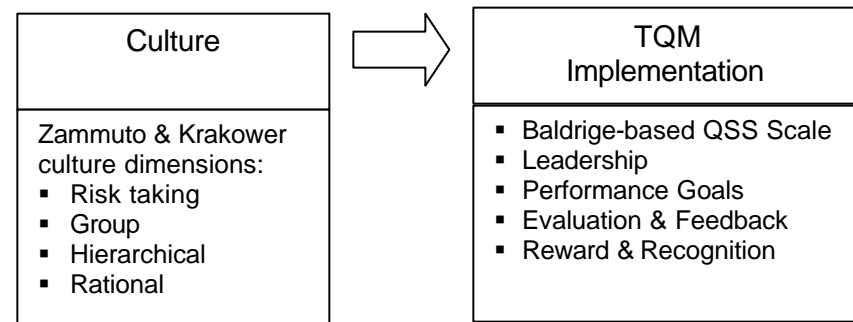 Culture
Zammuto & Krakower
culture dimensions:
▪ Risk taking
▪ Group
▪ Hierarchical
▪ Rational
TQM
Implementation
▪ Baldrige-based QSS Scale
▪ Leadership
▪ Performance Goals
▪ Evaluation & Feedback
▪ Reward & Recognition